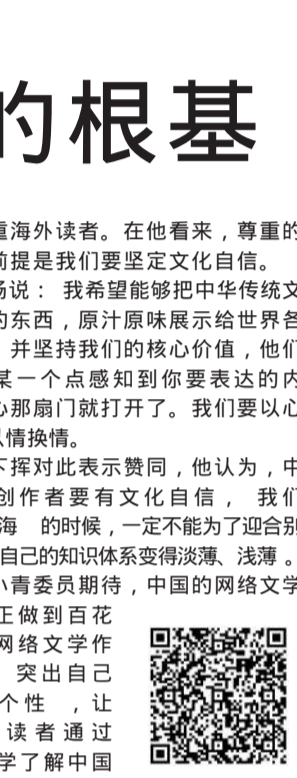 的根基
重海外读者。在他看来，尊重的
前提是我们要坚定文化自信。
扬说： 我希望能够把中华传统文
的东西，原汁原味展示给世界各
，并坚持我们的核心价值，他们
某一个点感知到你要表达的内
心那扇门就打开了。我们要以心
以情换情。
下挥对此表示赞同，他认为，中
创作者要有文化自信， 我们
海 的时候，一定不能为了迎合别
自己的知识体系变得淡薄、浅薄 。
小青委员期待，中国的网络文学
正做到百花
网络文学作
突出自己
个性 ，让
读者通过
学了解中国